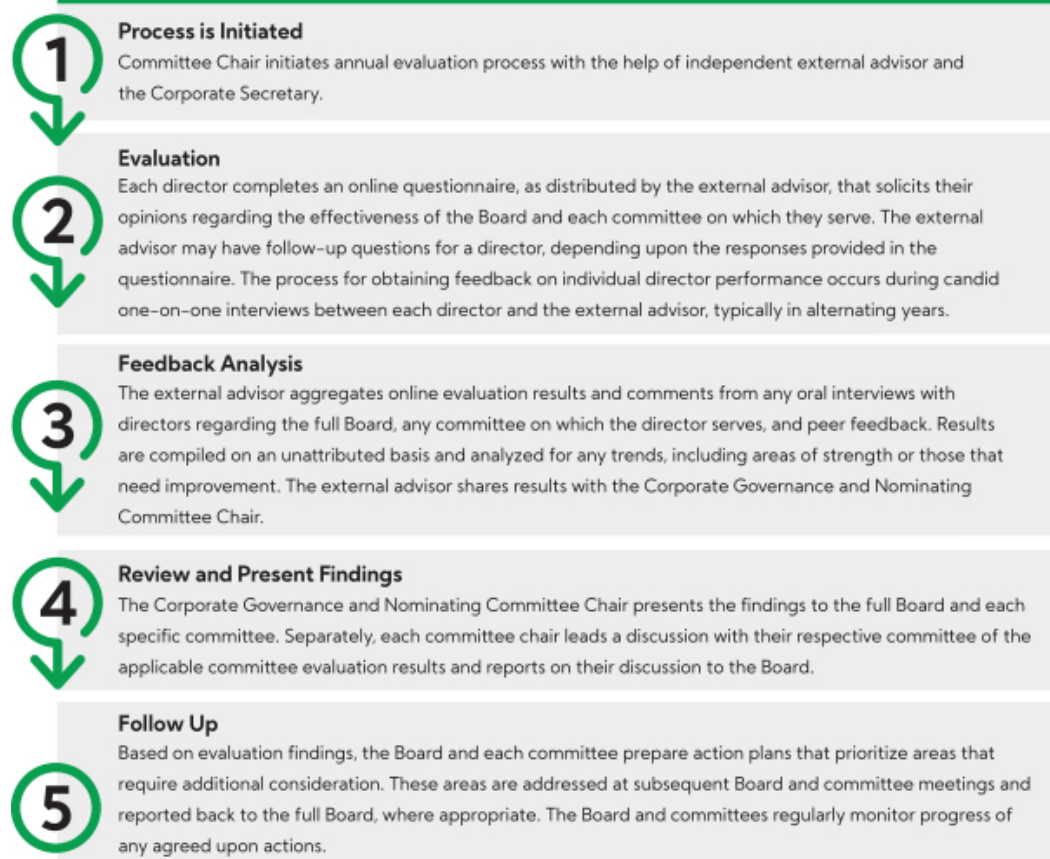 1
Process is Initiated
Committee Chair initiates annual evaluation process with the help of independent external advisor and
the Corporate Secretary.
2
Evaluation
Each director completes an online questionnaire, as distributed by the external advisor, that solicits their
opinions regarding the effectiveness of the Board and each committee on which they serve. The external
advisor may have follow-up questions for a director, depending upon the responses provided in the
questionnaire. The process for obtaining feedback on individual director performance occurs during candid
one-on-one interviews between each director and the external advisor, typically in alternating years.
3
Feedback Analysis
The external advisor aggregates online evaluation results and comments from any oral interviews with
directors regarding the full Board, any committee on which the director serves, and peer feedback. Results
are compiled on an unattributed basis and analyzed for any trends, including areas of strength or those that
need improvement. The external advisor shares results with the Corporate Governance and Nominating
Committee Chair.
4
Review and Present Findings
The Corporate Governance and Nominating Committee Chair presents the findings to the full Board and each
specific committee. Separately, each committee chair leads a discussion with their respective committee of the
applicable committee evaluation results and reports on their discussion to the Board.
5
Follow Up
Based on evaluation findings, the Board and each committee prepare action plans that prioritize areas that
require additional consideration. These areas are addressed at subsequent Board and committee meetings and
reported back to the full Board, where appropriate. The Board and committees regularly monitor progress of
any agreed upon actions.